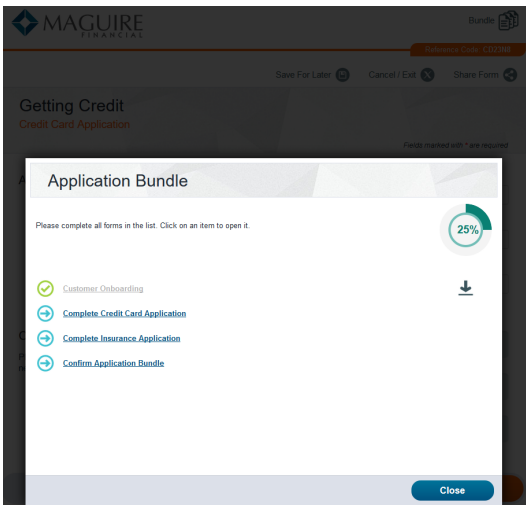 MAGUIRE
FINANCIAL
Bundle
Reference Code: CDZ3N8
Save For Later
Cancel / Exit
Share Form
Getting Credit
Credit Card Application
Fields marked with * are required
Application Bundle
Please complete all forms in the list. Click on an item to open it.
25%
Customer Onboarding
Complete Credit Card Application
Complete Insurance Application
Confirm Application Bundle
Close